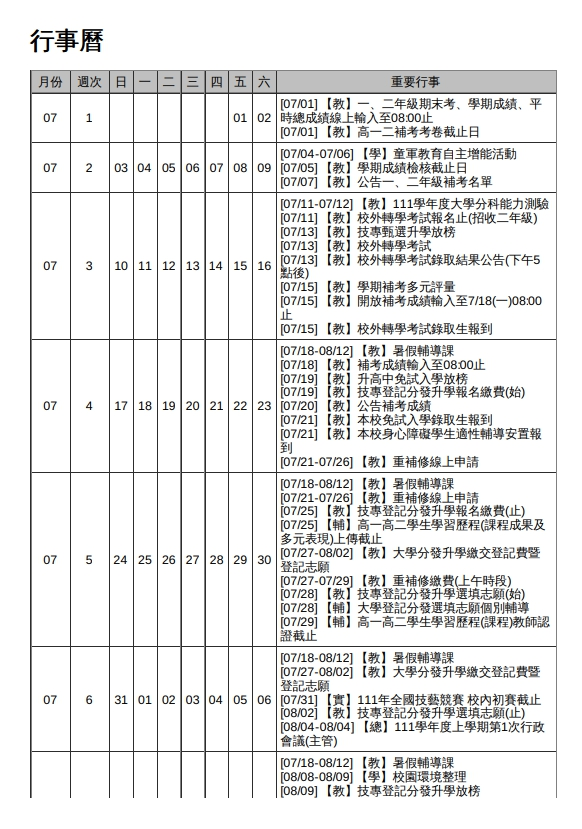 行事曆
月份 週次 日 一 二 三 四 五 六 重要行事
07 1 01 02
[07/01]【教】一、二年級期末考、學期成績、平
時總成績線上輸入至08:00止
[07/01]【教】高一二補考考卷截止日
07 2 03 04 05 06 07 08 09
[07/04-07/06]【學】童軍教育自主增能活動
[07/05]【教】學期成績檢核截止日
[07/07]【教】公告一、二年級補考名單
07 3 10 11 12 13 14 15 16
[07/11-07/12]【教】111學年度大學分科能力測驗
[07/11]【教】校外轉學考試報名止(招收二年級)
[07/13]【教】技專甄選升學放榜
[07/13]【教】校外轉學考試
[07/13]【教】校外轉學考試錄取結果公告(下午5
點後)
[07/15]【教】學期補考多元評量
[07/15]【教】開放補考成績輸入至7/18(一)08:00
止
[07/15]【教】校外轉學考試錄取生報到
07 4 17 18 19 20 21 22 23
[07/18-08/12]【教】暑假輔導課
[07/18]【教】補考成績輸入至08:00止
[07/19]【教】升高中免試入學放榜
[07/19]【教】技專登記分發升學報名繳費(始)
[07/20]【教】公告補考成績
[07/21]【教】本校免試入學錄取生報到
[07/21]【教】本校身心障礙學生適性輔導安置報
到
[07/21-07/26]【教】重補修線上申請
07 5 24 25 26 27 28 29 30
[07/18-08/12]【教】暑假輔導課
[07/21-07/26]【教】重補修線上申請
[07/25]【教】技專登記分發升學報名繳費(止)
[07/25]【輔】高一高二學生學習歷程(課程成果及
多元表現)上傳截止
[07/27-08/02]【教】大學分發升學繳交登記費暨
登記志願
[07/27-07/29]【教】重補修繳費(上午時段)
[07/28]【教】技專登記分發升學選填志願(始)
[07/28]【輔】大學登記分發選填志願個別輔導
[07/29]【輔】高一高二學生學習歷程(課程)教師認
證截止
07 6 31 01 02 03 04 05 06
[07/18-08/12]【教】暑假輔導課
[07/27-08/02]【教】大學分發升學繳交登記費暨
登記志願
[07/31]【實】111年全國技藝競賽 校內初賽截止
[08/02]【教】技專登記分發升學選填志願(止)
[08/04-08/04]【總】111學年度上學期第1次行政
會議(主管)
[07/18-08/12]【教】暑假輔導課
[08/08-08/09]【學】校園環境整理
[08/09]【教】技專登記分發升學放榜